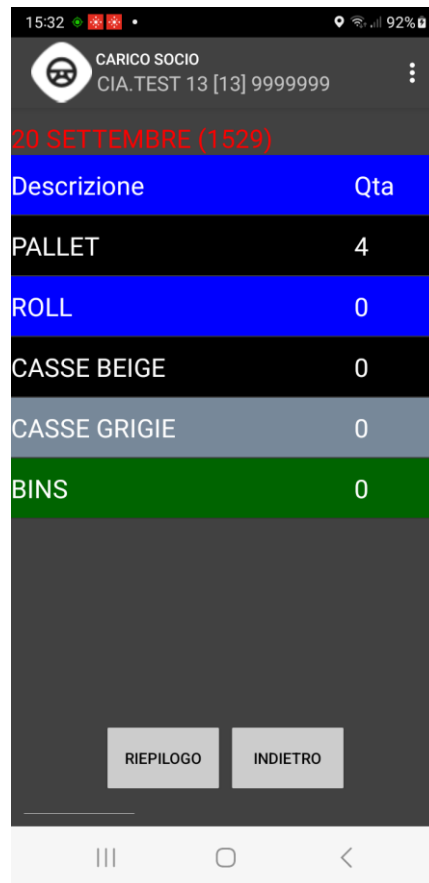 15:32 92%
CARICO SOCIO
CIA.TEST 13 [13] 9999999
20 SETTEMBRE (1529)
Descrizione Qta
PALLET 4
ROLL 0
CASSE BEIGE 0
CASSE GRIGIE 0
BINS 0
RIEPILOGO INDIETRO